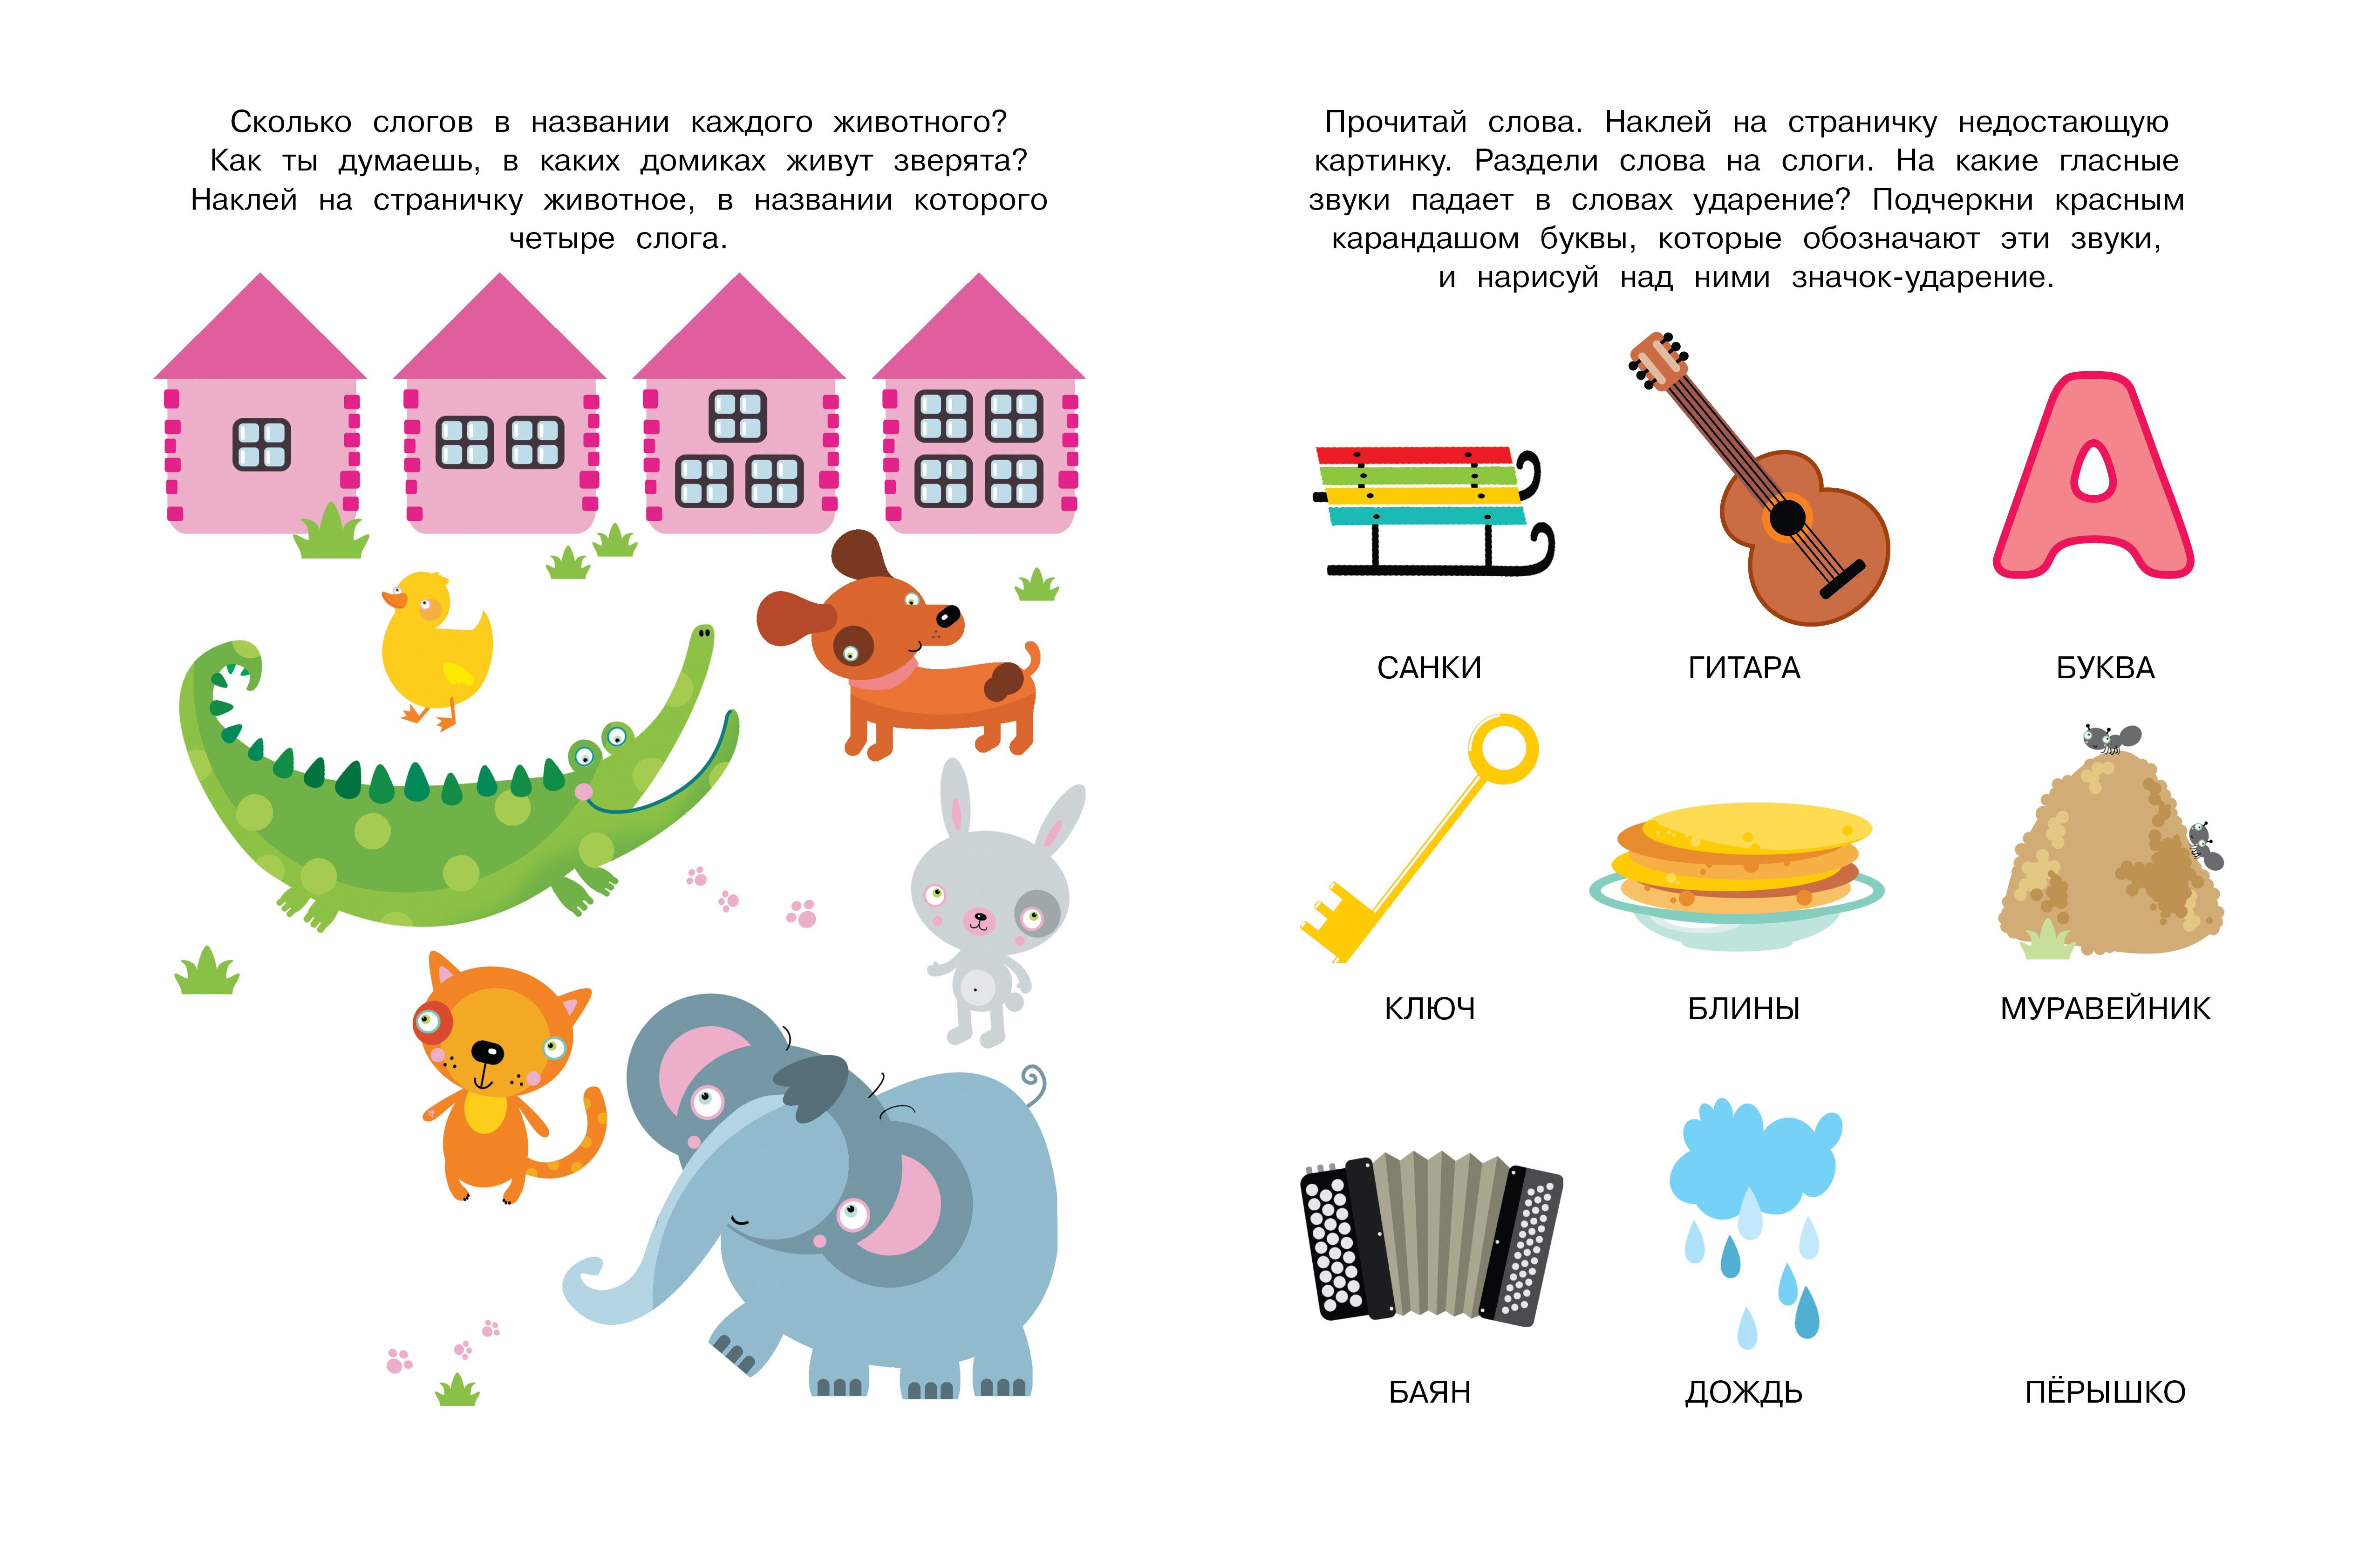 Сколько слогов в названии каждого животного?
Как ты думаешь, в каких домиках живут зверята?
Наклей на страничку животное, в названии которого
четыре слога.
Прочитай слова. Наклей на страничку недостающую
картинку. Раздели слова на слоги. На какие гласные
звуки падает в словах ударение? Подчеркни красным
карандашом буквы, которые обозначают эти звуки,
и нарисуй над ними значок-ударение.
А
САНКИ ГИТАРА БУКВА
КЛЮЧ БЛИНЫ МУРАВЕЙНИК
БАЯН ДОЖДЬ ПЁРЫШКО